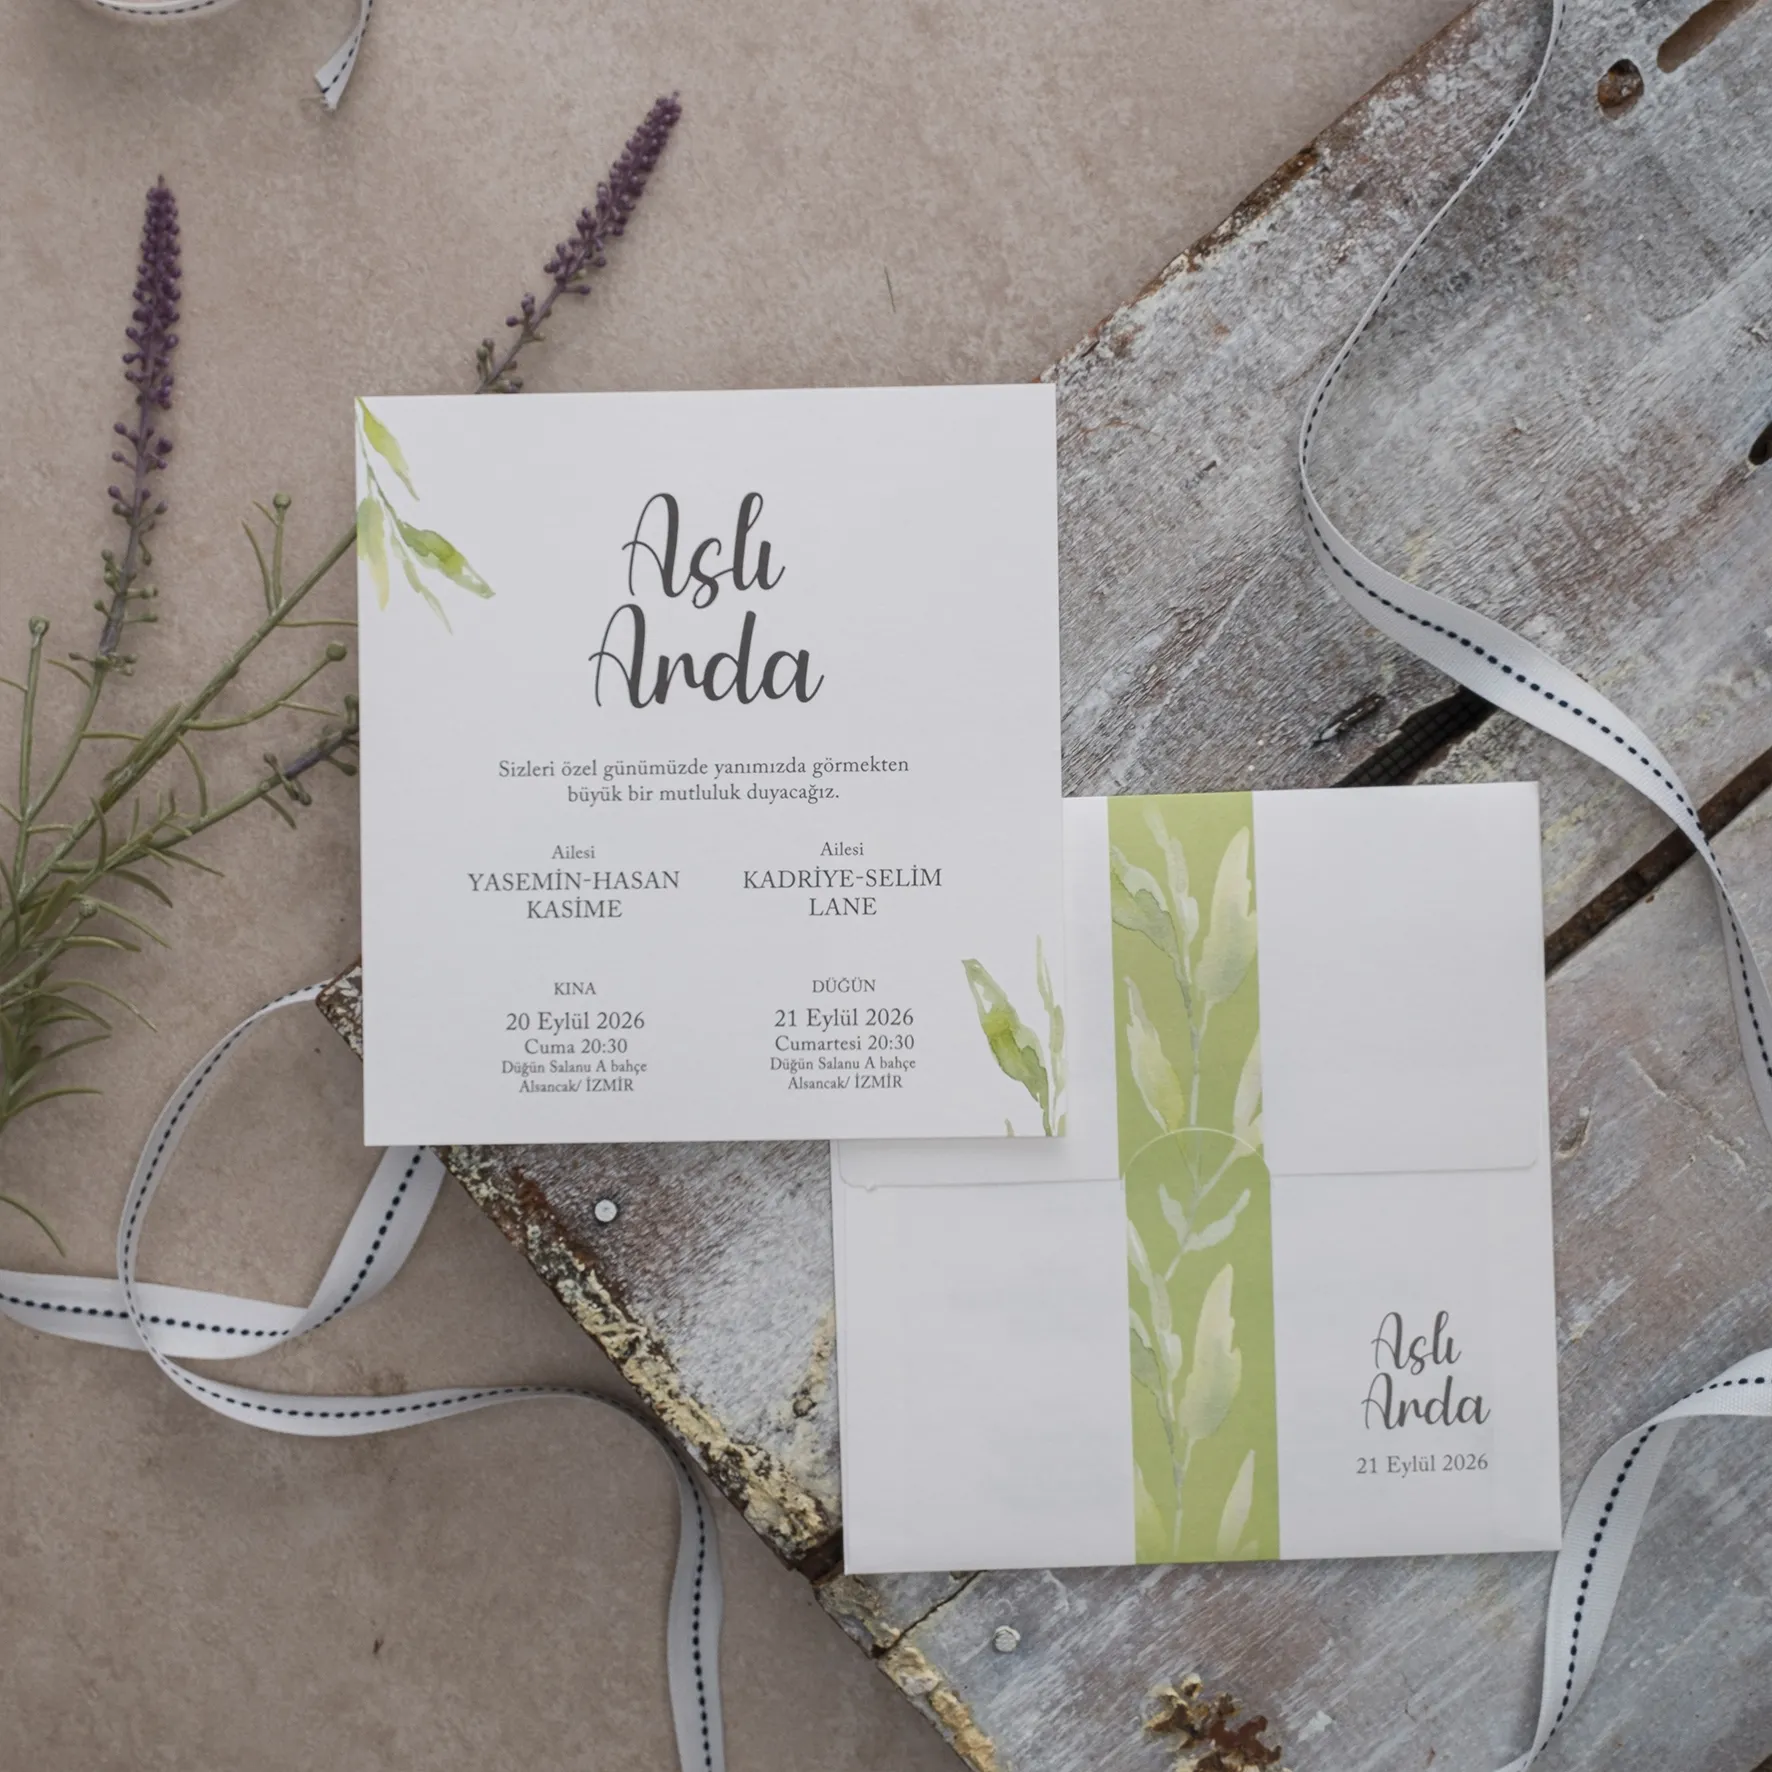 Aslı
Arda
Sizleri özel günümüzde yanımızda görmekten
büyük bir mutluluk duyacağız.
Ailesi
YASEMİN-HASAN
KASİME
Ailesi
KADRİYE-SELİM
LANE
KINA
20 Eylül 2026
Cuma 20:30
Düğün Salanu A bahçe
Alsancak/ İZMİR
DÜĞÜN
21 Eylül 2026
Cumartesi 20:30
Düğün Salanu A bahçe
Alsancak/ İZMİR
Aslı
Arda
21 Eylül 2026